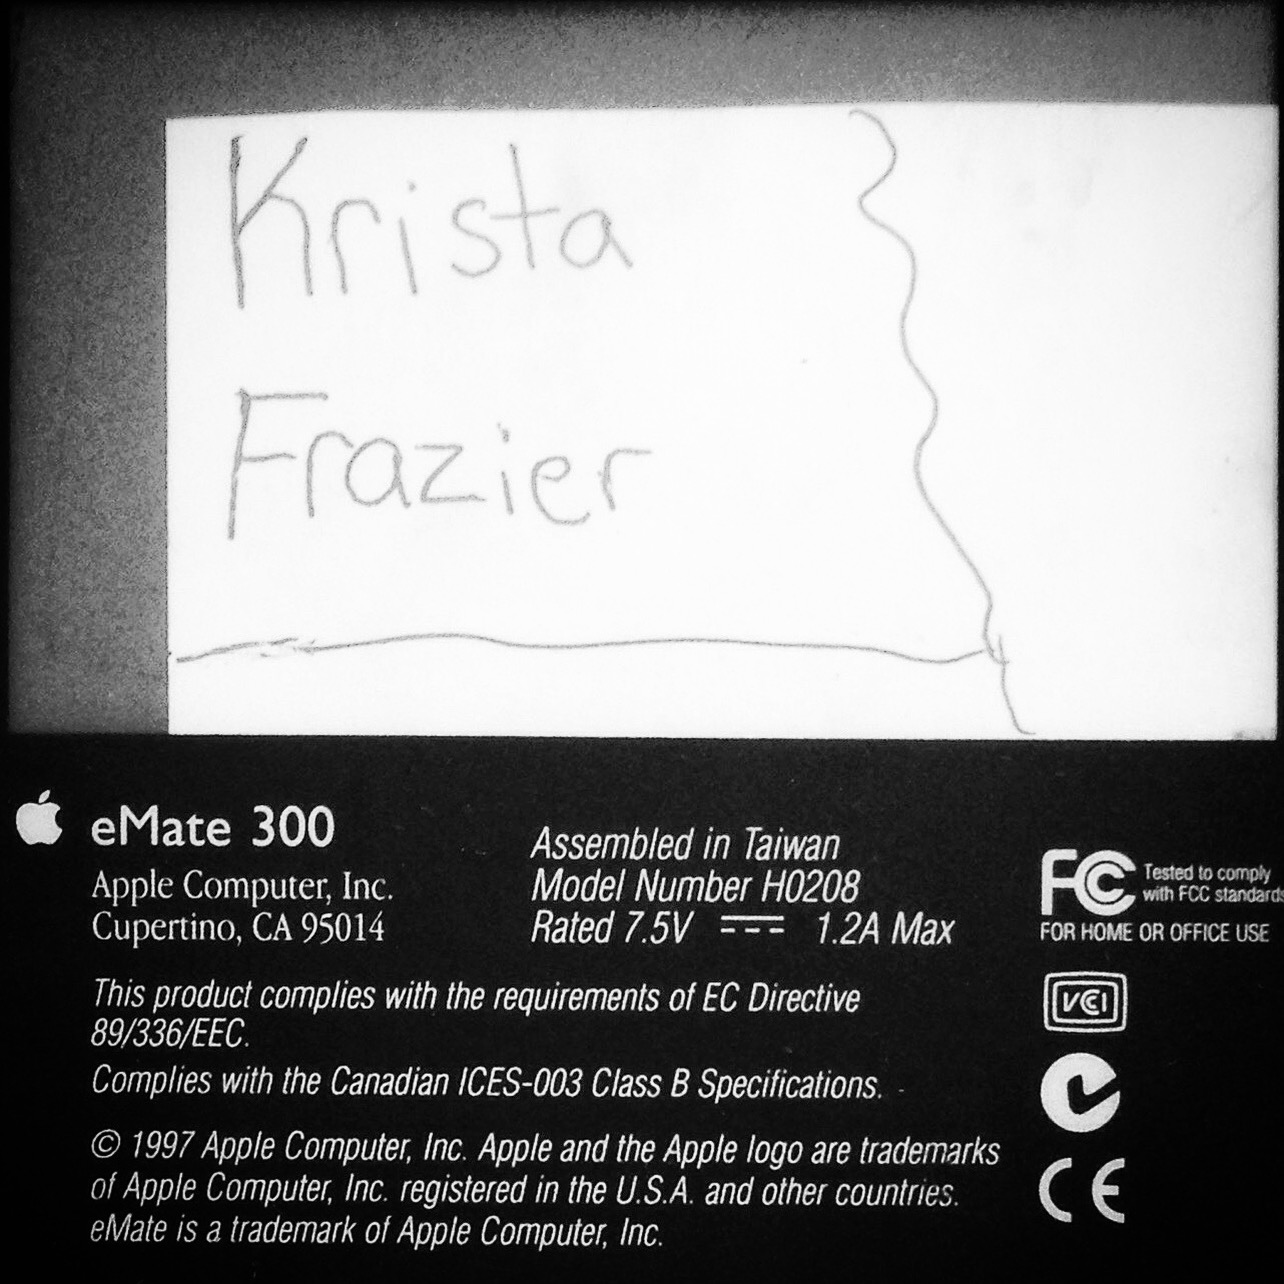 Krista
Frazier
eMate 300
Apple Computer, Inc.
Cupertino, CA 95014
Assembled in Taiwan
Model Number H0208
Rated 7.5V ⎓ 1.2A Max
This product complies with the requirements of EC Directive
89/336/EEC.
Complies with the Canadian ICES-003 Class B Specifications.
© 1997 Apple Computer, Inc. Apple and the Apple logo are trademarks
of Apple Computer, Inc. registered in the U.S.A. and other countries.
eMate is a trademark of Apple Computer, Inc.
FC Tested to comply
with FCC standards
FOR HOME OR OFFICE USE
VCI
CE